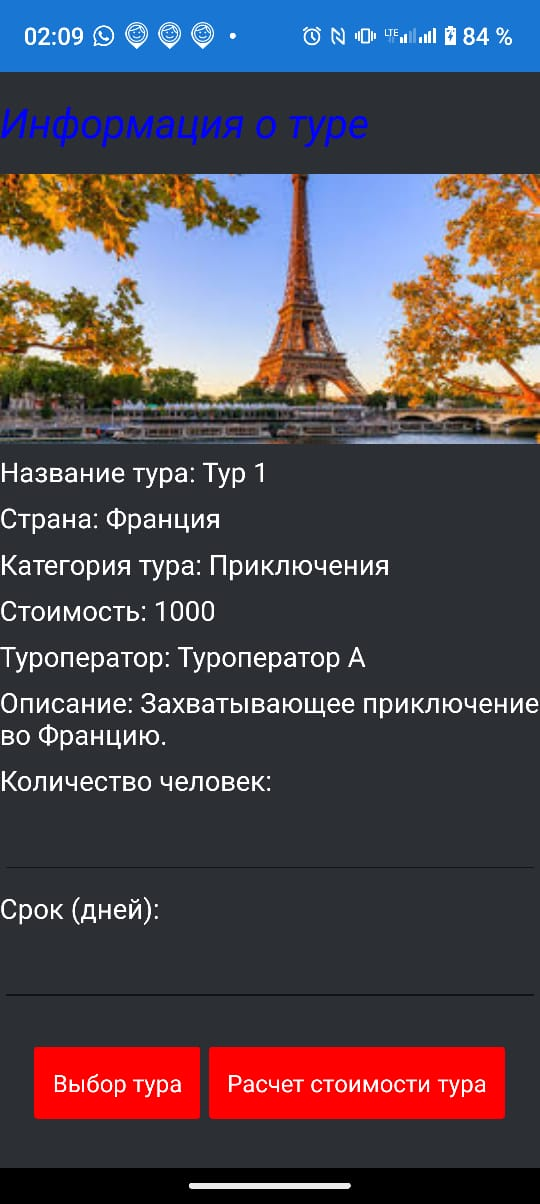 02:09 LTE 84 %
Информация о туре
Название тура: Тур 1
Страна: Франция
Категория тура: Приключения
Стоимость: 1000
Туроператор: Туроператор А
Описание: Захватывающее приключение
во Францию.
Количество человек:
Срок (дней):
Выбор тура Расчет стоимости тура